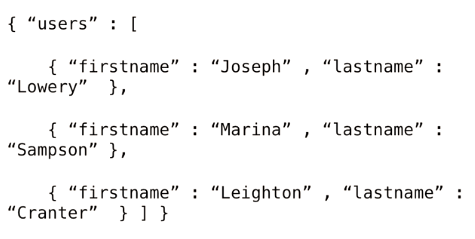 { “users” : [
{ “firstname” : “Joseph” , “lastname” :
“Lowery”  },
{ “firstname” : “Marina” , “lastname” :
“Sampson” },
{ “firstname” : “Leighton” , “lastname” :
“Cranter”  } ] }